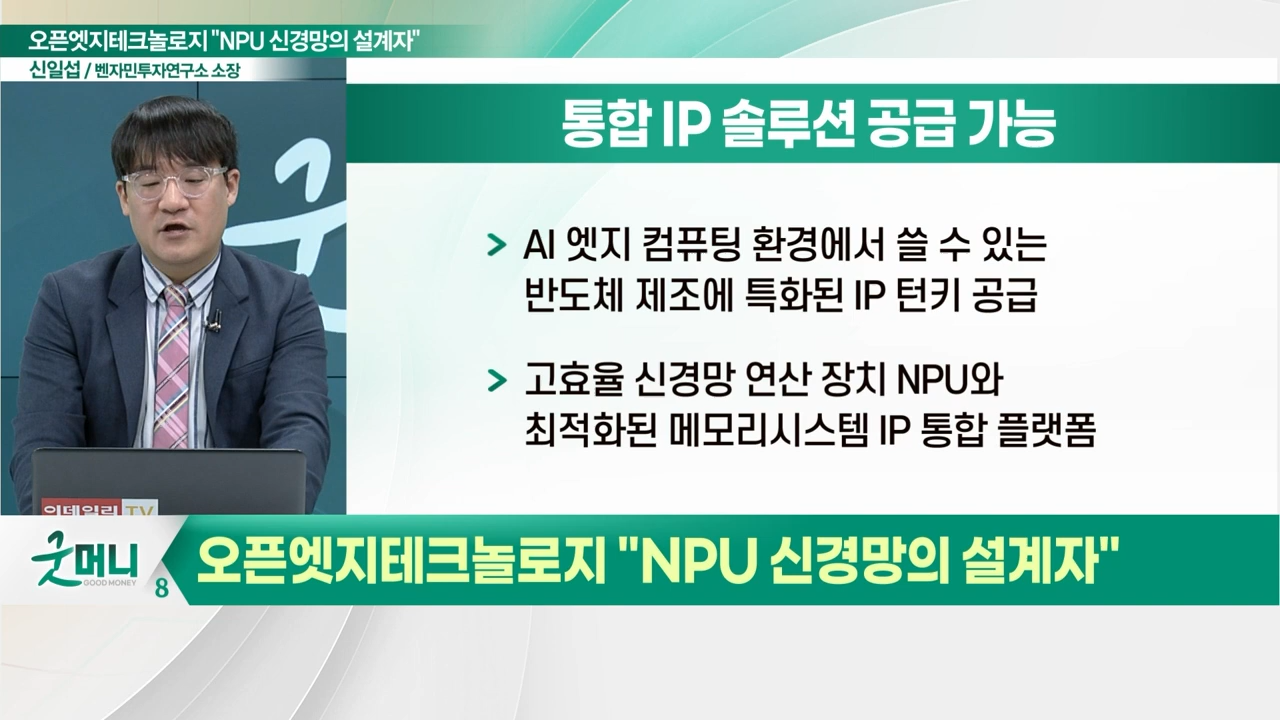 오픈엣지테크놀로지 "NPU 신경망의 설계자"
신일섭 / 벤자민투자연구소 소장
통합 IP 솔루션 공급 가능
> AI 엣지 컴퓨팅 환경에서 쓸 수 있는
반도체 제조에 특화된 IP 턴키 공급
> 고효율 신경망 연산 장치 NPU와
최적화된 메모리시스템 IP 통합 플랫폼
이데일리TV
굿머니
GOOD MONEY
8
오픈엣지테크놀로지 "NPU 신경망의 설계자"